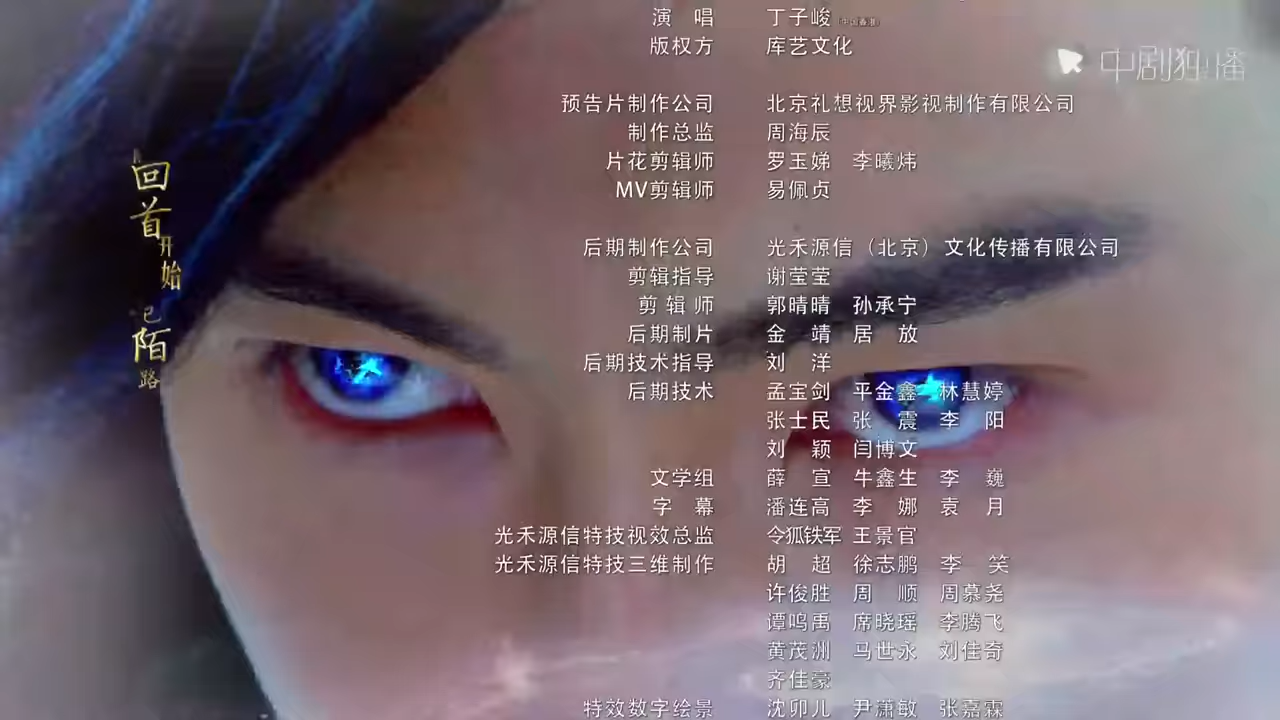 演 唱 丁子峻（中国香港）
版权方 库艺文化
中剧独播
预告片制作公司 北京礼想视界影视制作有限公司
制作总监 周海辰
片花剪辑师 罗玉娣 李曦炜
MV剪辑师 易佩贞
后期制作公司 光禾源信（北京）文化传播有限公司
剪辑指导 谢莹莹
剪 辑 师 郭晴晴 孙承宁
后期制片 金 靖 居 放
后期技术指导 刘 洋
后期技术 孟宝剑 平金鑫 林慧婷
张士民 张 震 李 阳
刘 颖 闫博文
文学组 薛 宣 牛鑫生 李 巍
字 幕 潘连高 李 娜 袁 月
光禾源信特技视效总监 令狐铁军 王景官
光禾源信特技三维制作 胡 超 徐志鹏 李 笑
许俊胜 周 顺 周慕尧
谭鸣禹 席晓瑶 李腾飞
黄茂洲 马世永 刘佳奇
齐佳豪
特效数字绘景 沈卯儿 尹潇敏 张嘉霖
回首开始已陌路